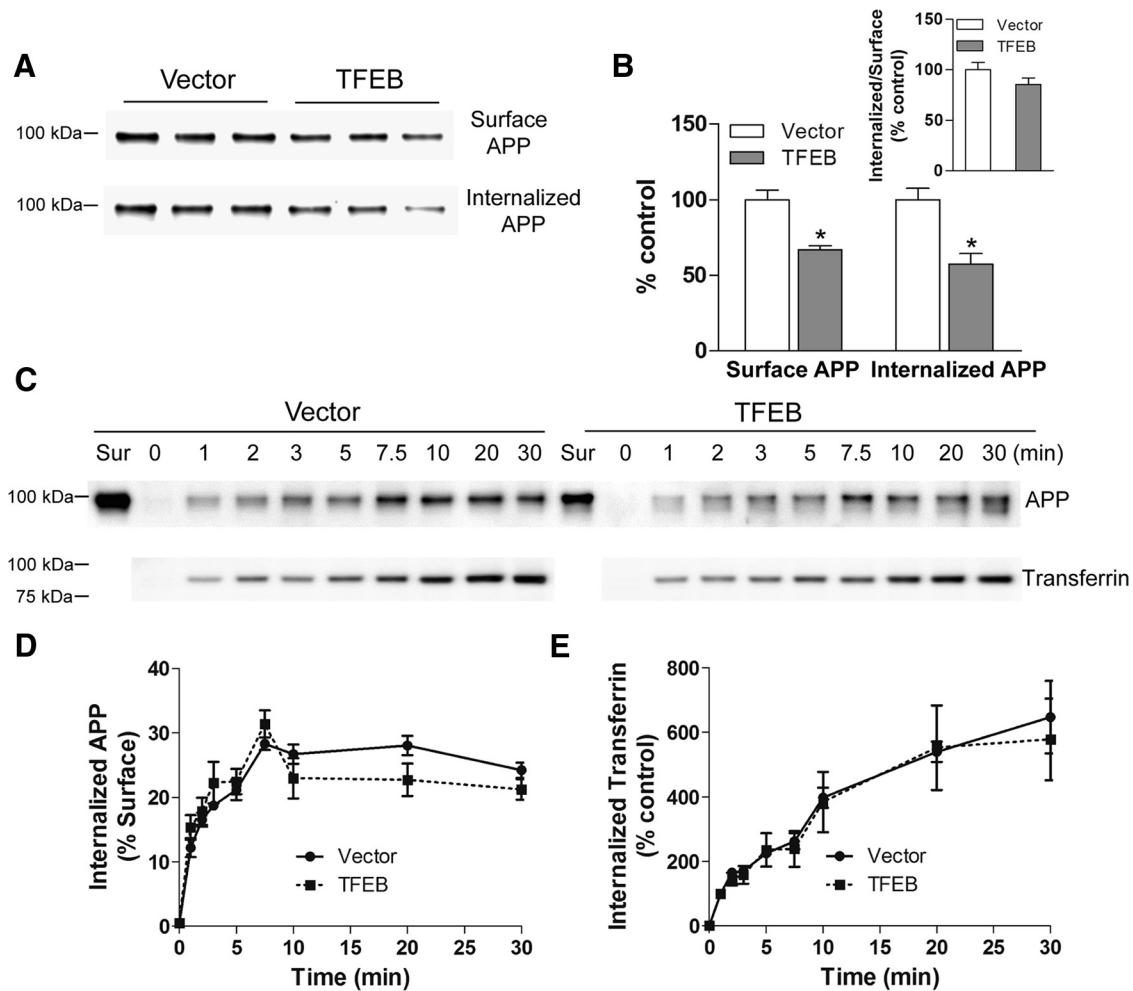 A
Vector
TFEB
100 kDa
Surface
APP
100 kDa
Internalized
APP
B
150
100
50
0
% control
Vector
TFEB
*
*
Surface APP
Internalized APP
150
100
50
0
Internalized/Surface
(% control)
Vector
TFEB
C
Vector
TFEB
Sur 0 1 2 3 5 7.5 10 20 30 Sur 0 1 2 3 5 7.5 10 20 30 (min)
100 kDa
APP
100 kDa
75 kDa
Transferrin
D
40
30
20
10
0
Internalized APP
(% Surface)
Vector
TFEB
0 5 10 15 20 25 30
Time (min)
E
800
600
400
200
0
Internalized Transferrin
(% control)
Vector
TFEB
0 5 10 15 20 25 30
Time (min)